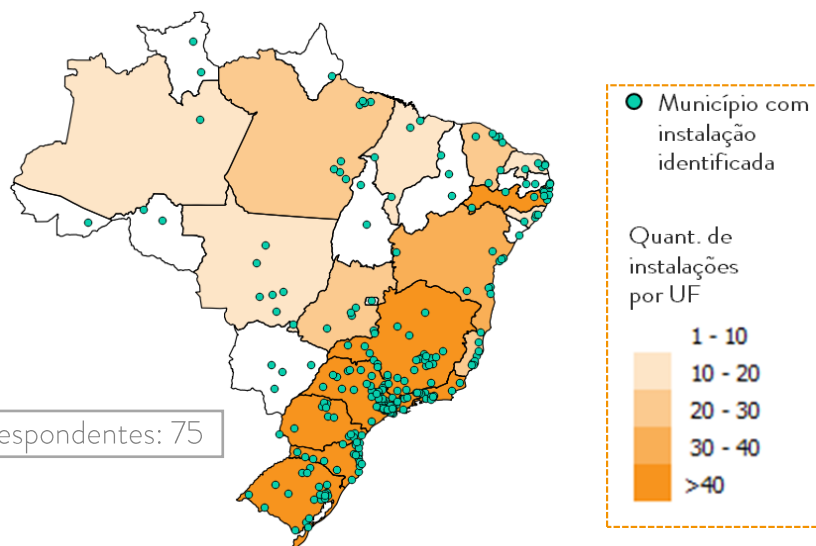 Município com
instalação
identificada
Quant. de
instalações
por UF
1 - 10
10 - 20
20 - 30
30 - 40
>40
espondentes: 75